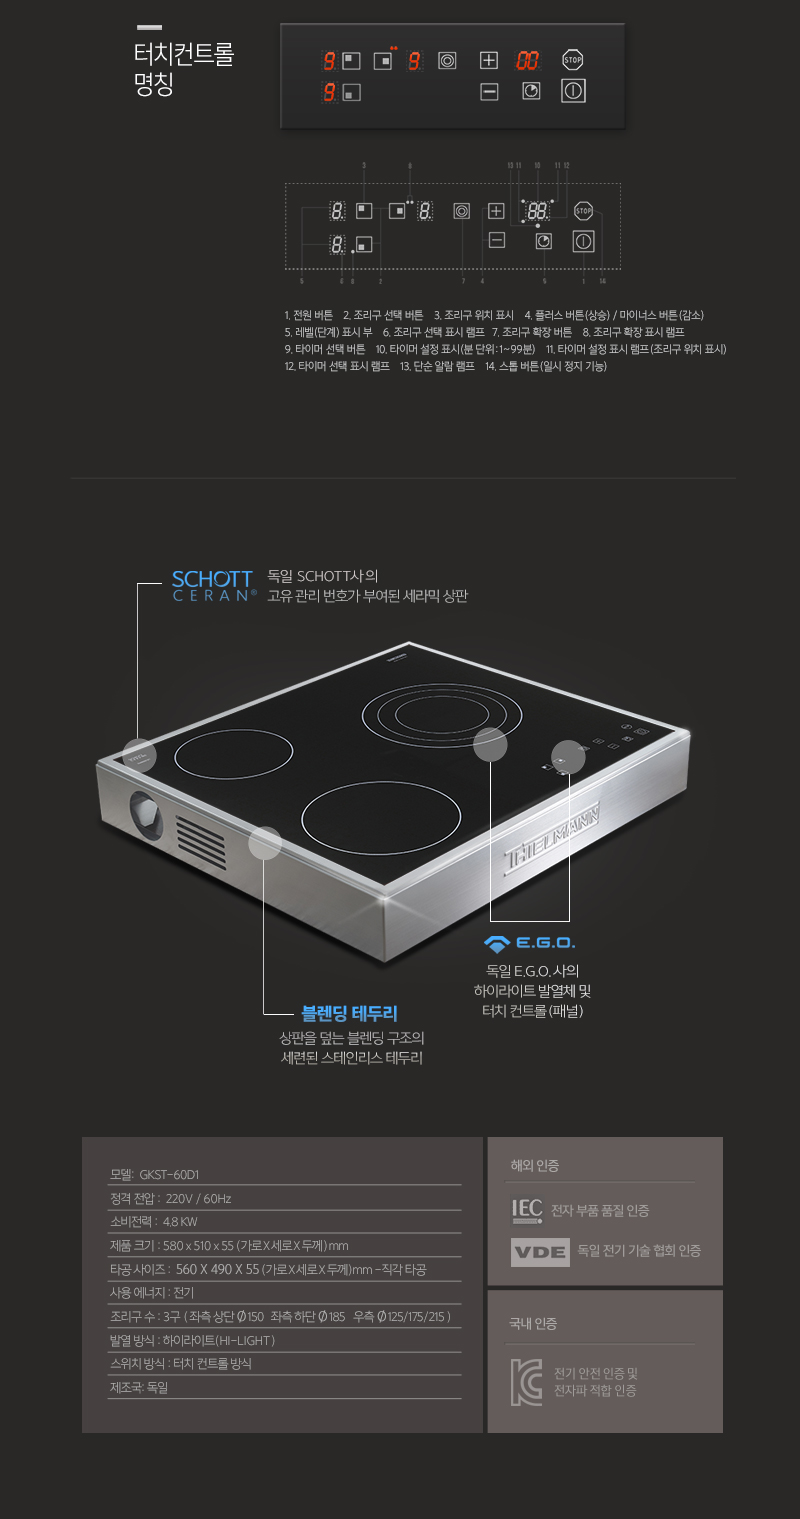 터치컨트롤
명칭
STOP
3 8 13 11 10 11 12
STOP
5 6 8 2 7 4 9 1 14
1. 전원 버튼 2. 조리구 선택 버튼 3. 조리구 위치 표시 4. 플러스 버튼(상승) / 마이너스 버튼(감소)
5. 레벨(단계) 표시 부 6. 조리구 선택 표시 램프 7. 조리구 확장 버튼 8. 조리구 확장 표시 램프
9. 타이머 선택 버튼 10. 타이머 설정 표시(분 단위:1~99분) 11. 타이머 설정 표시 램프(조리구 위치 표시)
12. 타이머 선택 표시 램프 13. 단순 알람 램프 14. 스톱 버튼(일시 정지 기능)
SCHOTT
CERAN®
독일 SCHOTT사의
고유 관리 번호가 부여된 세라믹 상판
THIELMANN
E.G.O.
독일 E.G.O.사의
하이라이트 발열체 및
터치 컨트롤(패널)
블렌딩 테두리
상판을 덮는 블렌딩 구조의
세련된 스테인리스 테두리
모델: GKST-60D1
정격 전압 : 220V / 60Hz
소비전력 : 4.8 KW
제품 크기 : 580 x 510 x 55 (가로X세로X두께)mm
타공 사이즈 : 560 X 490 X 55 (가로X세로X두께)mm -직각 타공
사용 에너지 : 전기
조리구 수 : 3구 ( 좌측 상단 Ø150 좌측 하단 Ø185 우측 Ø125/175/215 )
발열 방식 : 하이라이트(HI-LIGHT)
스위치 방식 : 터치 컨트롤 방식
제조국: 독일
해외 인증
IEC 전자 부품 품질 인증
VDE 독일 전기 기술 협회 인증
국내 인증
전기 안전 인증 및
전자파 적합 인증